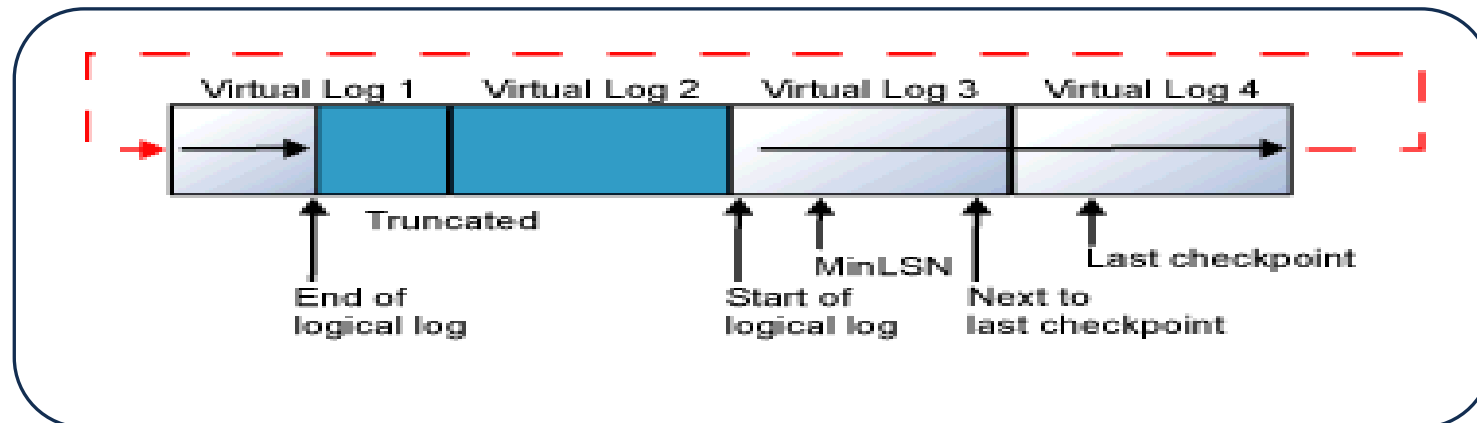 Virtual Log 1
Virtual Log 2
Virtual Log 3
Virtual Log 4
Truncated
MinLSN
Last checkpoint
End of
logical log
Start of
logical log
Next to
last checkpoint